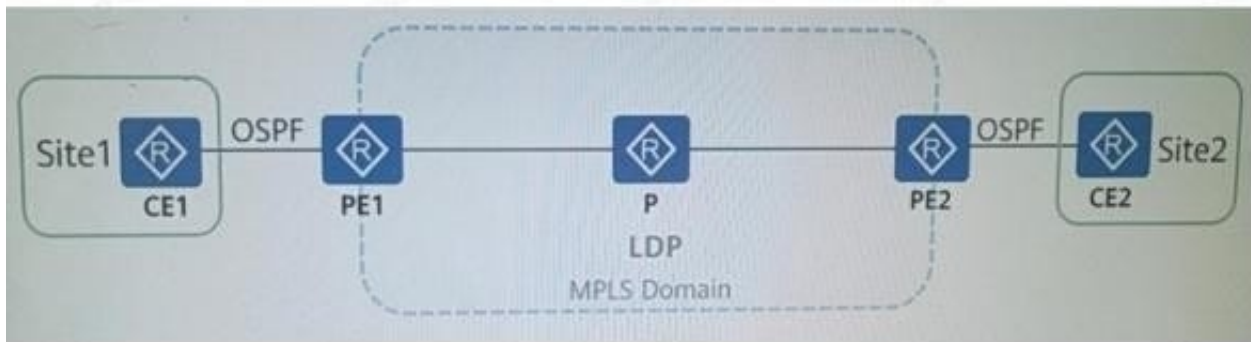 Site1
R
OSPF
R
R
R
OSPF
R
Site2
CE1
PE1
P
PE2
CE2
LDP
MPLS Domain